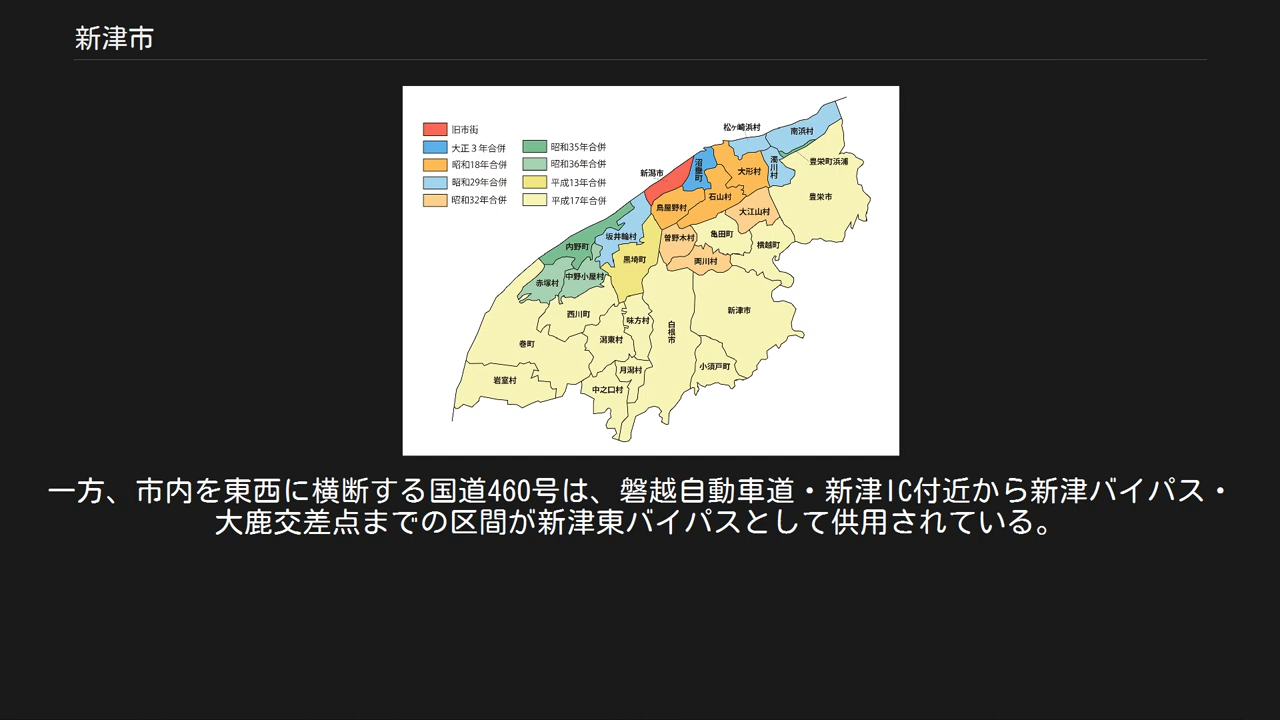 新津市
旧市街
大正3年合併
昭和18年合併
昭和29年合併
昭和32年合併
昭和35年合併
昭和36年合併
平成13年合併
平成17年合併
松ヶ崎浜村
南浜村
濁川村
豊栄町浜浦
豊栄市
新潟市
沼垂町
大形村
石山村
鳥屋野村
大江山村
曽野木村
亀田町
横越町
両川村
坂井輪村
内野町
黒埼町
赤塚村
中野小屋村
西川町
味方村
白根市
新津市
巻町
潟東村
月潟村
小須戸町
岩室村
中之口村
一方、市内を東西に横断する国道460号は、磐越自動車道・新津IC付近から新津バイパス・
大鹿交差点までの区間が新津東バイパスとして供用されている。